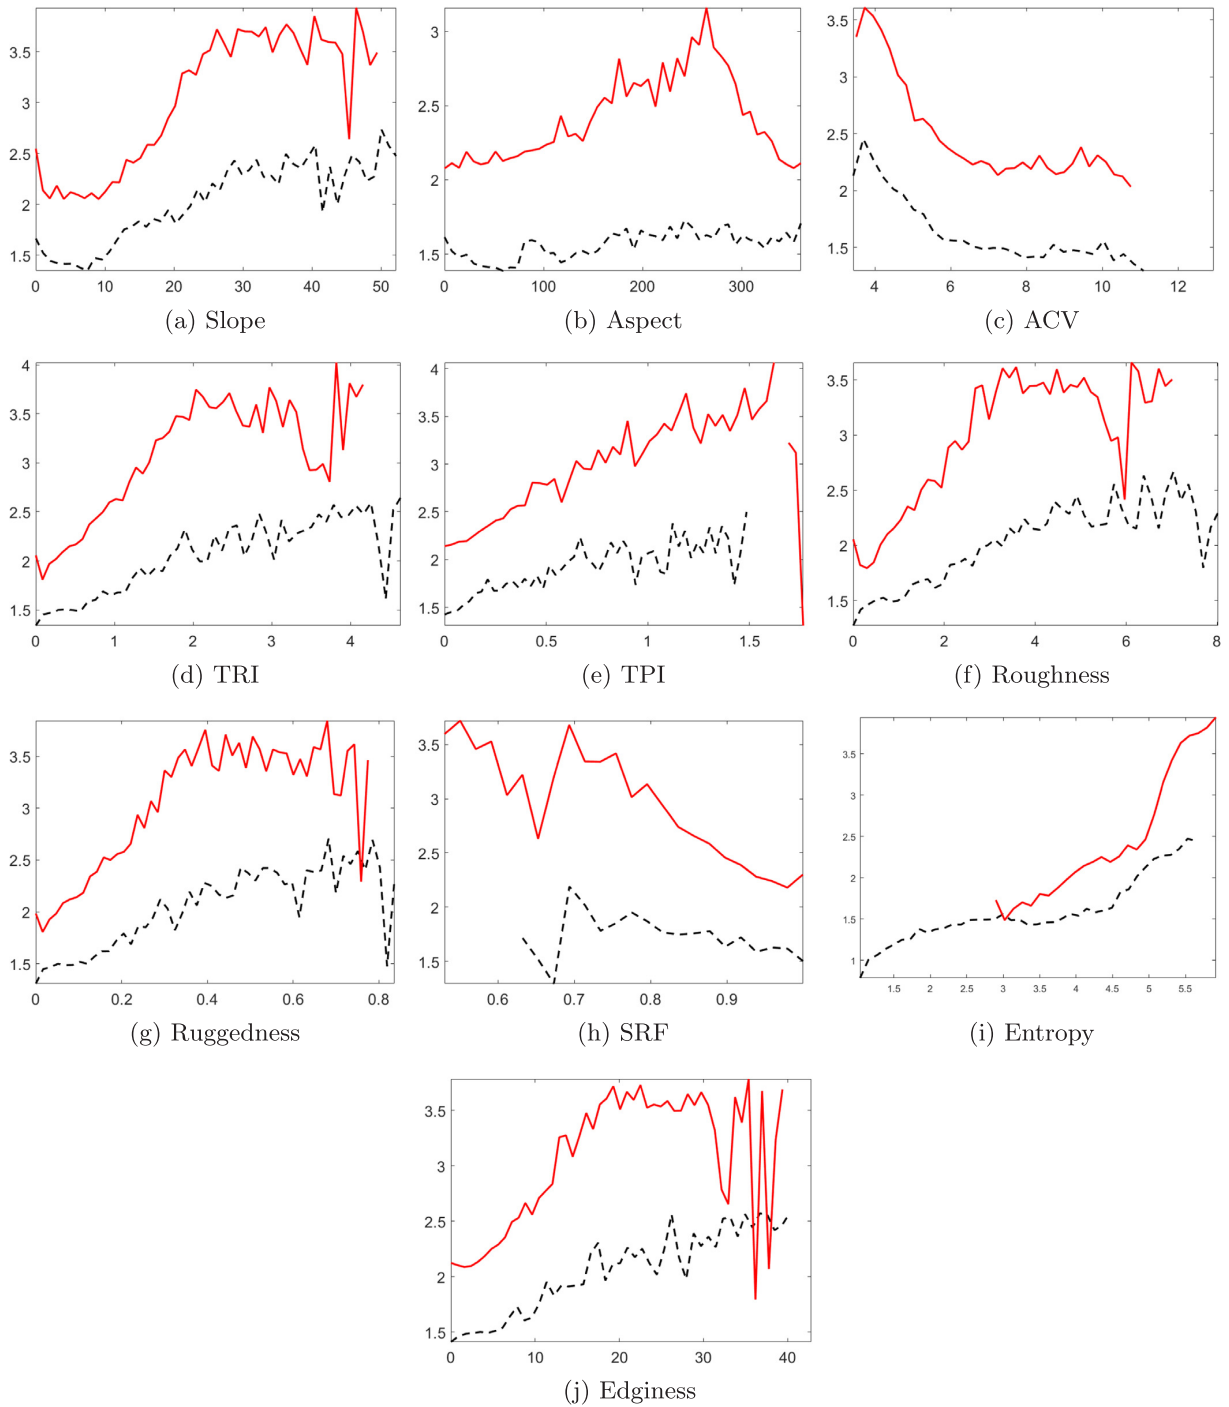 3.5
3
2.5
2
1.5
0 10 20 30 40 50
(a) Slope
3
2.5
2
1.5
100 200 300
(b) Aspect
3.5
3
2.5
2
1.5
4 6 8 10 12
(c) ACV
4
3.5
3
2.5
2
1.5
0 1 2 3 4
(d) TRI
4
3.5
3
2.5
2
1.5
0 0.5 1 1.5
(e) TPI
3.5
3
2.5
2
1.5
0 2 4 6 8
(f) Roughness
3.5
3
2.5
2
1.5
0 0.2 0.4 0.6 0.8
(g) Ruggedness
3.5
3
2.5
2
1.5
0.6 0.7 0.8 0.9
(h) SRF
3.5
3
2.5
2
1.5
1
1.5 2 2.5 3 3.5 4 4.5 5 5.5
(i) Entropy
3.5
3
2.5
2
1.5
0 10 20 30 40
(j) Edginess